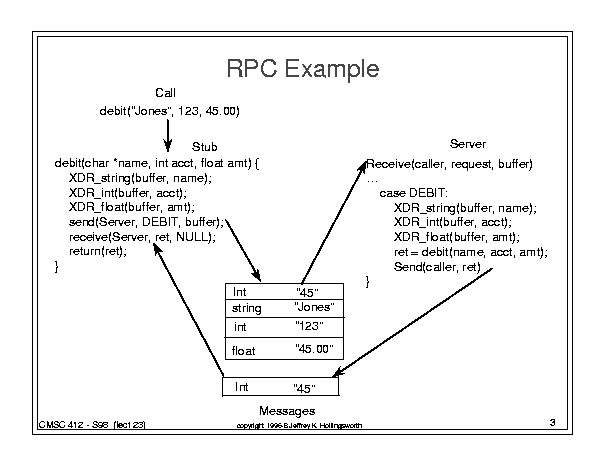 RPC Example
Call
debit("Jones", 123, 45.00)
Stub
debit(char *name, int acct, float amt) {
XDR_string(buffer, name);
XDR_int(buffer, acct);
XDR_float(buffer, amt);
send(Server, DEBIT, buffer);
receive(Server, ret, NULL);
return(ret);
}
Server
Receive(caller, request, buffer)
...
case DEBIT:
XDR_string(buffer, name);
XDR_int(buffer, acct);
XDR_float(buffer, amt);
ret = debit(name, acct, amt);
Send(caller, ret)
}
Int "45"
string "Jones"
int "123"
float "45.00"
Int "45"
Messages
CMSC 412 - S98 (lect 23)
copyright 1996-8 Jeffrey K. Hollingsworth
3